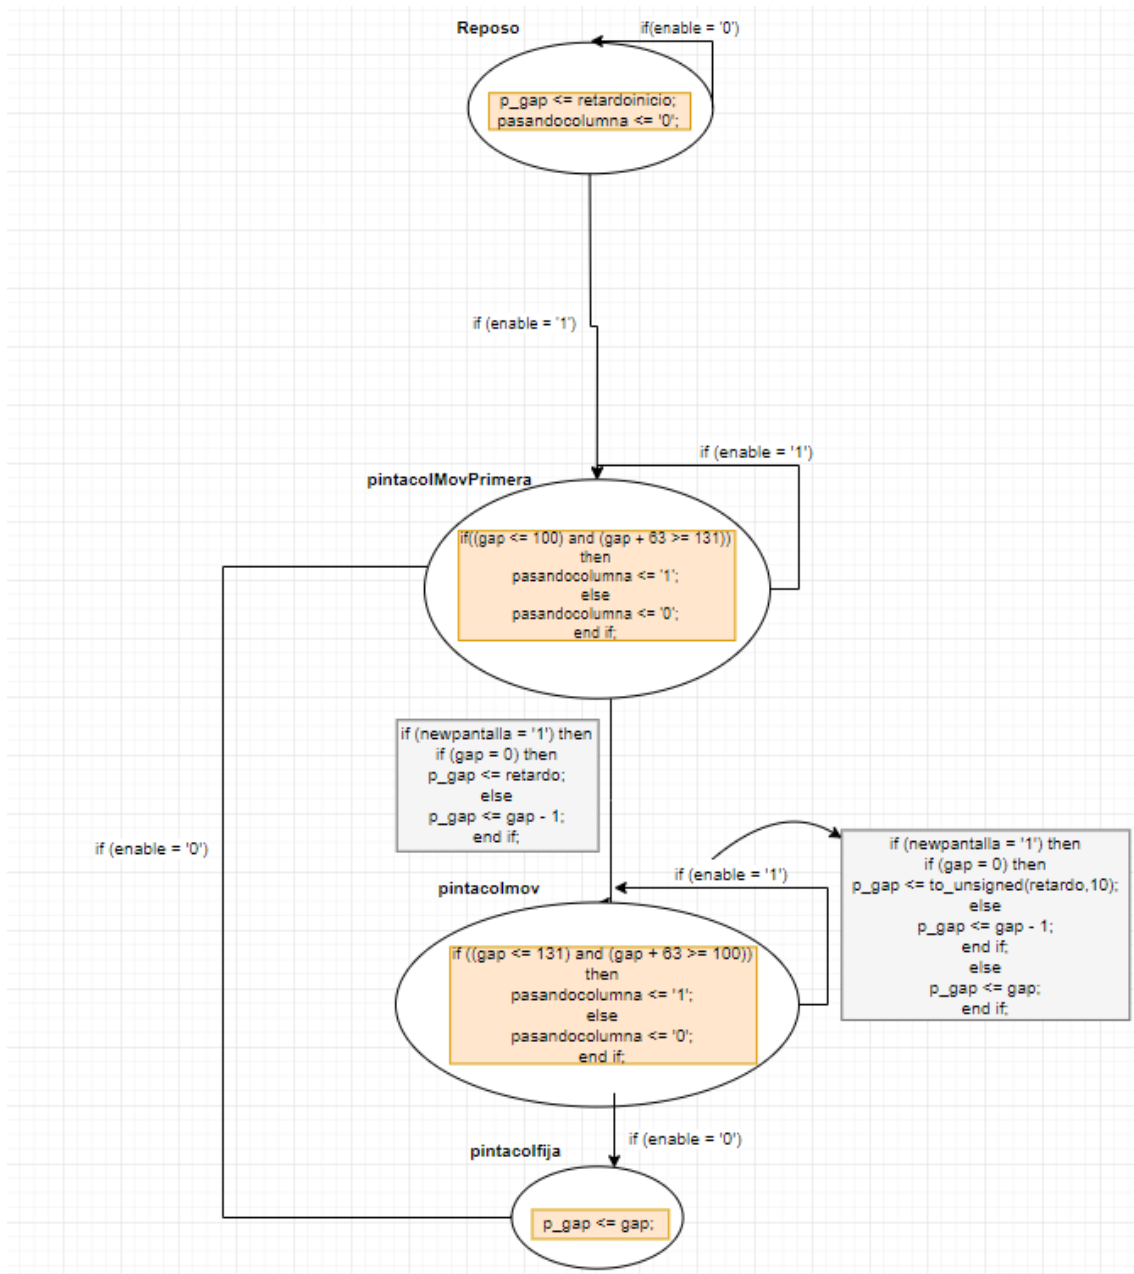 Reposo
if(enable = '0')
p_gap <= retardoinicio;
pasandocolumna <= '0';
if (enable = '1')
if (enable = '1')
pintacolMovPrimera
if((gap <= 100) and (gap + 63 >= 131))
then
pasandocolumna <= '1';
else
pasandocolumna <= '0';
end if;
if (newpantalla = '1') then
if (gap = 0) then
p_gap <= retardo;
else
p_gap <= gap - 1;
end if;
if (enable = '0')
if (newpantalla = '1') then
if (gap = 0) then
p_gap <= to_unsigned(retardo,10);
else
p_gap <= gap - 1;
end if;
else
p_gap <= gap;
end if;
if (enable = '1')
pintacolmov
if ((gap <= 131) and (gap + 63 >= 100))
then
pasandocolumna <= '1';
else
pasandocolumna <= '0';
end if;
if (enable = '0')
pintacolfija
p_gap <= gap;